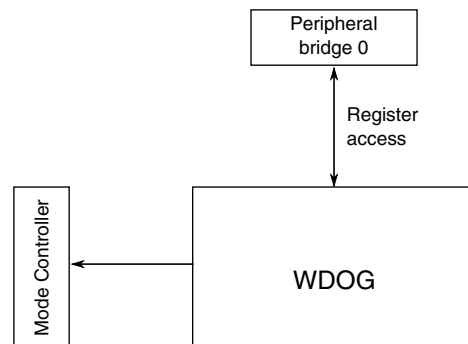 Peripheral
bridge 0
Register
access
Mode Controller
WDOG